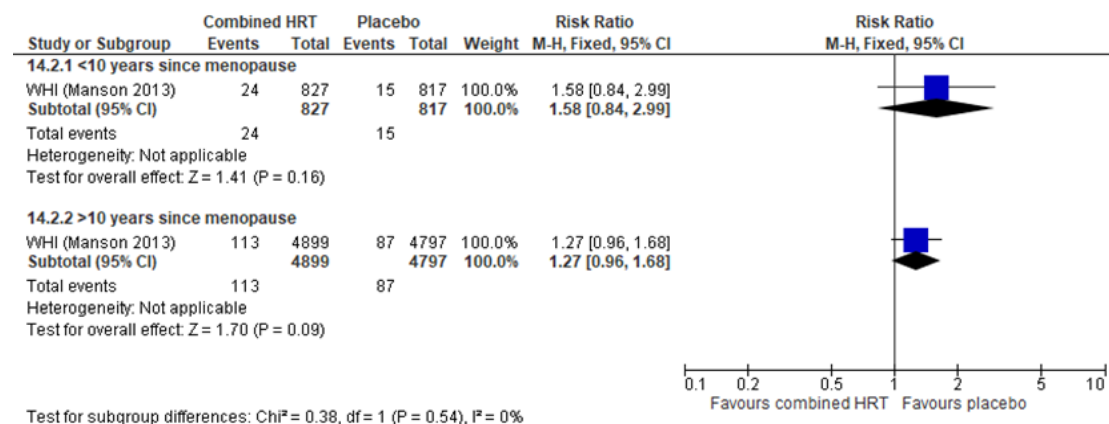 Combined HRT Placebo Risk Ratio Risk Ratio
Study or Subgroup Events Total Events Total Weight M-H, Fixed, 95% CI M-H, Fixed, 95% CI
14.2.1 <10 years since menopause
WHI (Manson 2013) 24 827 15 817 100.0% 1.58 [0.84, 2.99]
Subtotal (95% CI) 827 817 100.0% 1.58 [0.84, 2.99]
Total events 24 15
Heterogeneity: Not applicable
Test for overall effect: Z = 1.41 (P = 0.16)
14.2.2 >10 years since menopause
WHI (Manson 2013) 113 4899 87 4797 100.0% 1.27 [0.96, 1.68]
Subtotal (95% CI) 4899 4797 100.0% 1.27 [0.96, 1.68]
Total events 113 87
Heterogeneity: Not applicable
Test for overall effect: Z = 1.70 (P = 0.09)
0.1 0.2 0.5 1 2 5 10
Favours combined HRT Favours placebo
Test for subgroup differences: Chi² = 0.38, df = 1 (P = 0.54), I² = 0%